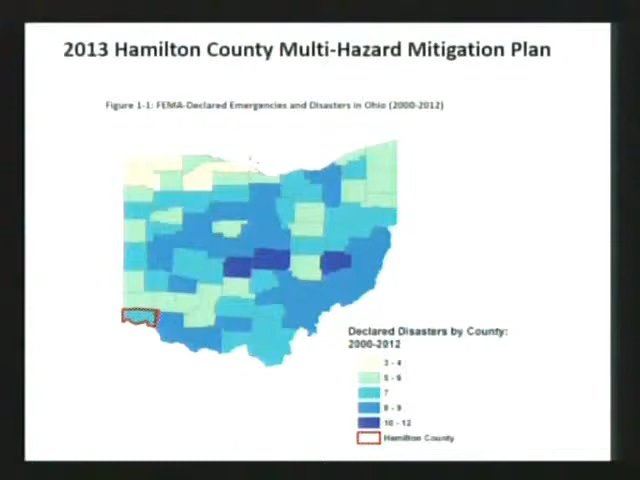 2013 Hamilton County Multi-Hazard Mitigation Plan
Figure 1-1: FEMA-Declared Emergencies and Disasters in Ohio (2000-2012)
Declared Disasters by County:
2000-2012
3 - 4
5 - 6
7
8 - 9
10 - 12
Hamilton County